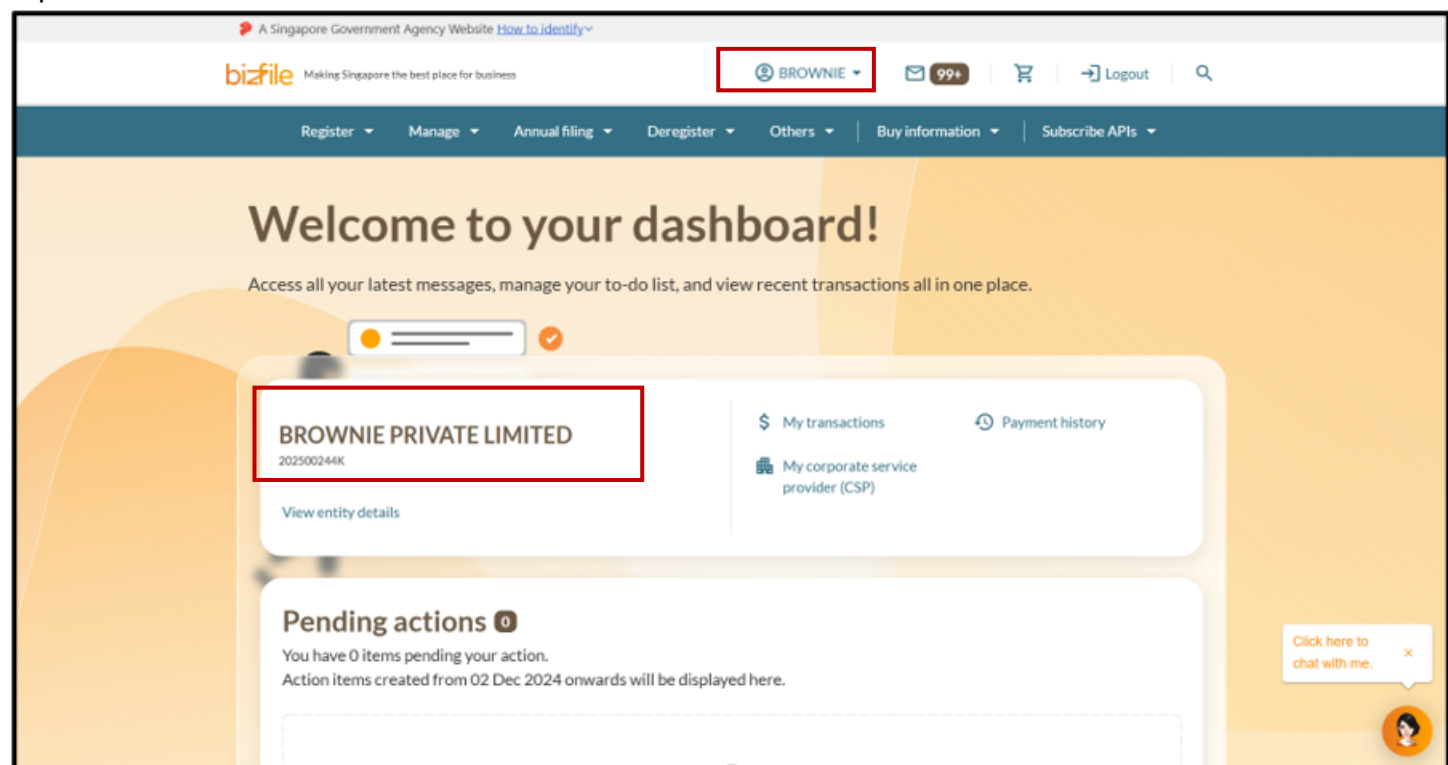 A Singapore Government Agency Website How to identify
bizfile Making Singapore the best place for business
BROWNIE
99+
Logout
Register Manage Annual filing Deregister Others Buy information Subscribe APIs
Welcome to your dashboard!
Access all your latest messages, manage your to-do list, and view recent transactions all in one place.
BROWNIE PRIVATE LIMITED
202500244K
View entity details
$ My transactions
Payment history
My corporate service
provider (CSP)
Pending actions 0
You have 0 items pending your action.
Action items created from 02 Dec 2024 onwards will be displayed here.
Click here to
chat with me.
×